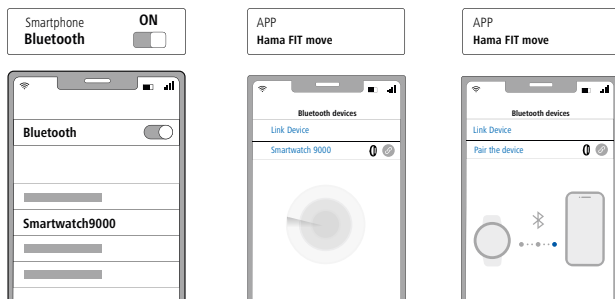 Smartphone
ON
Bluetooth
Bluetooth
Smartwatch9000
APP
Hama FIT move
Bluetooth devices
Link Device
Smartwatch 9000
APP
Hama FIT move
Bluetooth devices
Link Device
Pair the device